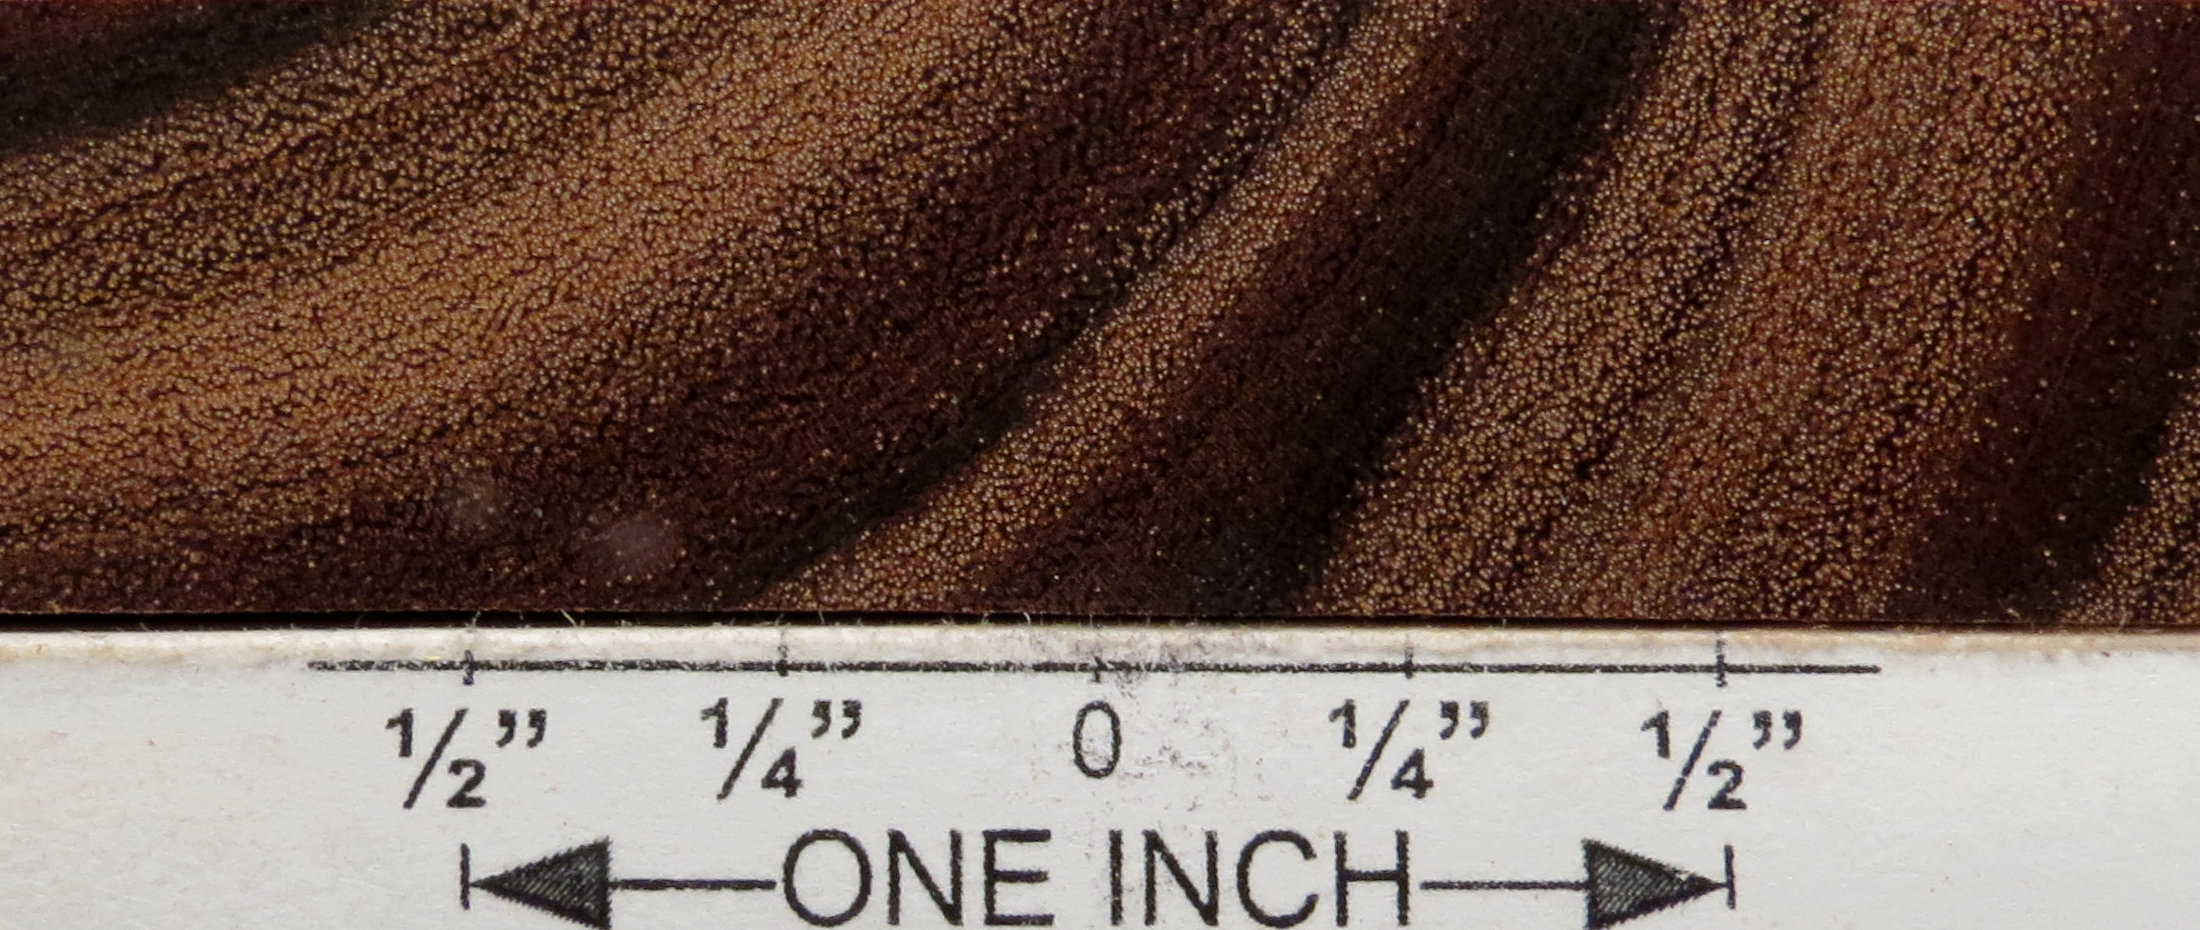 1/2” 1/4” 0 1/4” 1/2”
ONE INCH